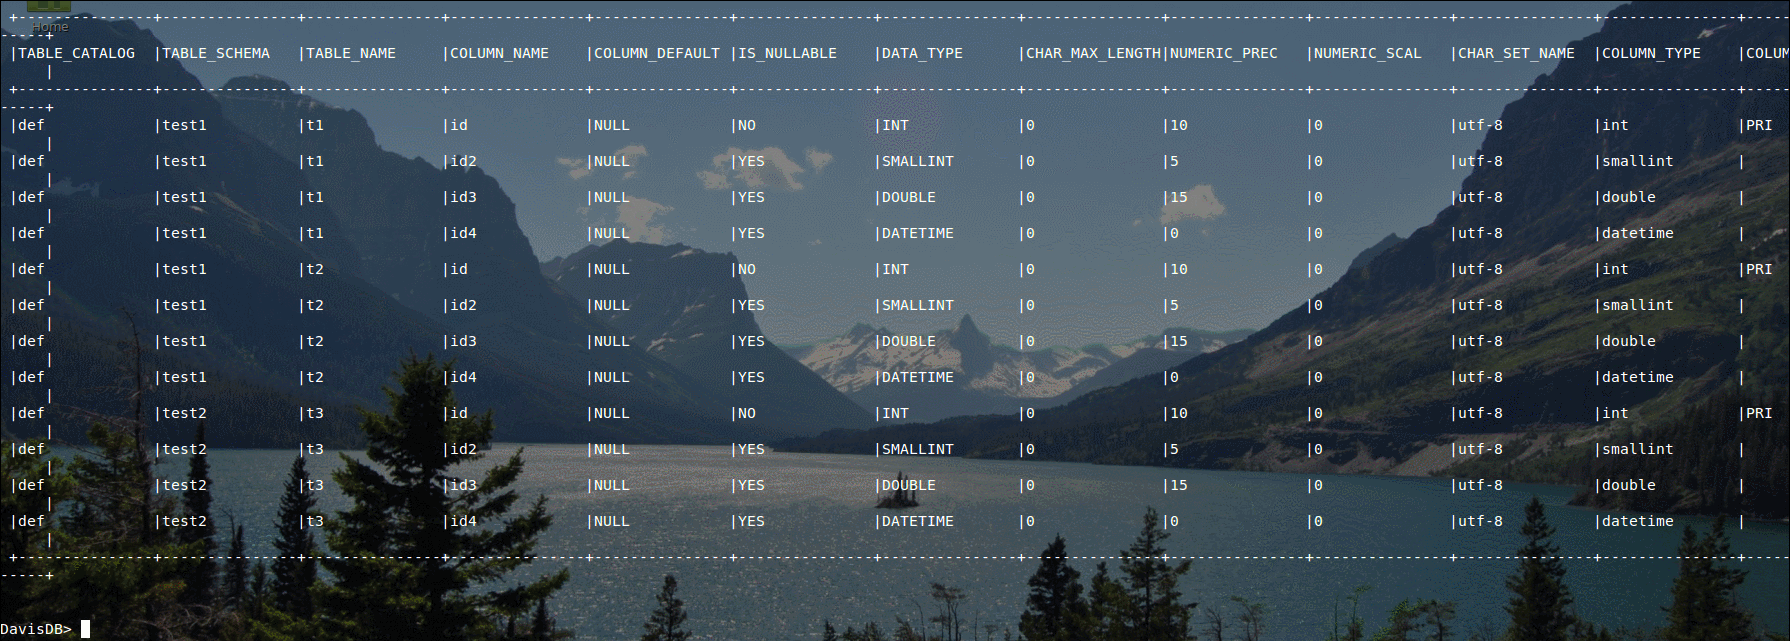 Home
+---------------+---------------+---------------+---------------+---------------+---------------+---------------+---------------+---------------+---------------+---------------+---------------+-----
-----+
|TABLE_CATALOG  |TABLE_SCHEMA   |TABLE_NAME     |COLUMN_NAME    |COLUMN_DEFAULT |IS_NULLABLE    |DATA_TYPE      |CHAR_MAX_LENGTH|NUMERIC_PREC   |NUMERIC_SCAL   |CHAR_SET_NAME  |COLUMN_TYPE    |COLUM
|
+---------------+---------------+---------------+---------------+---------------+---------------+---------------+---------------+---------------+---------------+---------------+---------------+-----
-----+
|def            |test1          |t1             |id             |NULL           |NO             |INT            |0              |10             |0              |utf-8          |int            |PRI
|
|def            |test1          |t1             |id2            |NULL           |YES            |SMALLINT       |0              |5              |0              |utf-8          |smallint       |
|
|def            |test1          |t1             |id3            |NULL           |YES            |DOUBLE         |0              |15             |0              |utf-8          |double         |
|
|def            |test1          |t1             |id4            |NULL           |YES            |DATETIME       |0              |0              |0              |utf-8          |datetime       |
|
|def            |test1          |t2             |id             |NULL           |NO             |INT            |0              |10             |0              |utf-8          |int            |PRI
|
|def            |test1          |t2             |id2            |NULL           |YES            |SMALLINT       |0              |5              |0              |utf-8          |smallint       |
|
|def            |test1          |t2             |id3            |NULL           |YES            |DOUBLE         |0              |15             |0              |utf-8          |double         |
|
|def            |test1          |t2             |id4            |NULL           |YES            |DATETIME       |0              |0              |0              |utf-8          |datetime       |
|
|def            |test2          |t3             |id             |NULL           |NO             |INT            |0              |10             |0              |utf-8          |int            |PRI
|
|def            |test2          |t3             |id2            |NULL           |YES            |SMALLINT       |0              |5              |0              |utf-8          |smallint       |
|
|def            |test2          |t3             |id3            |NULL           |YES            |DOUBLE         |0              |15             |0              |utf-8          |double         |
|
|def            |test2          |t3             |id4            |NULL           |YES            |DATETIME       |0              |0              |0              |utf-8          |datetime       |
|
+---------------+---------------+---------------+---------------+---------------+---------------+---------------+---------------+---------------+---------------+---------------+---------------+-----
-----+
DavisDB>